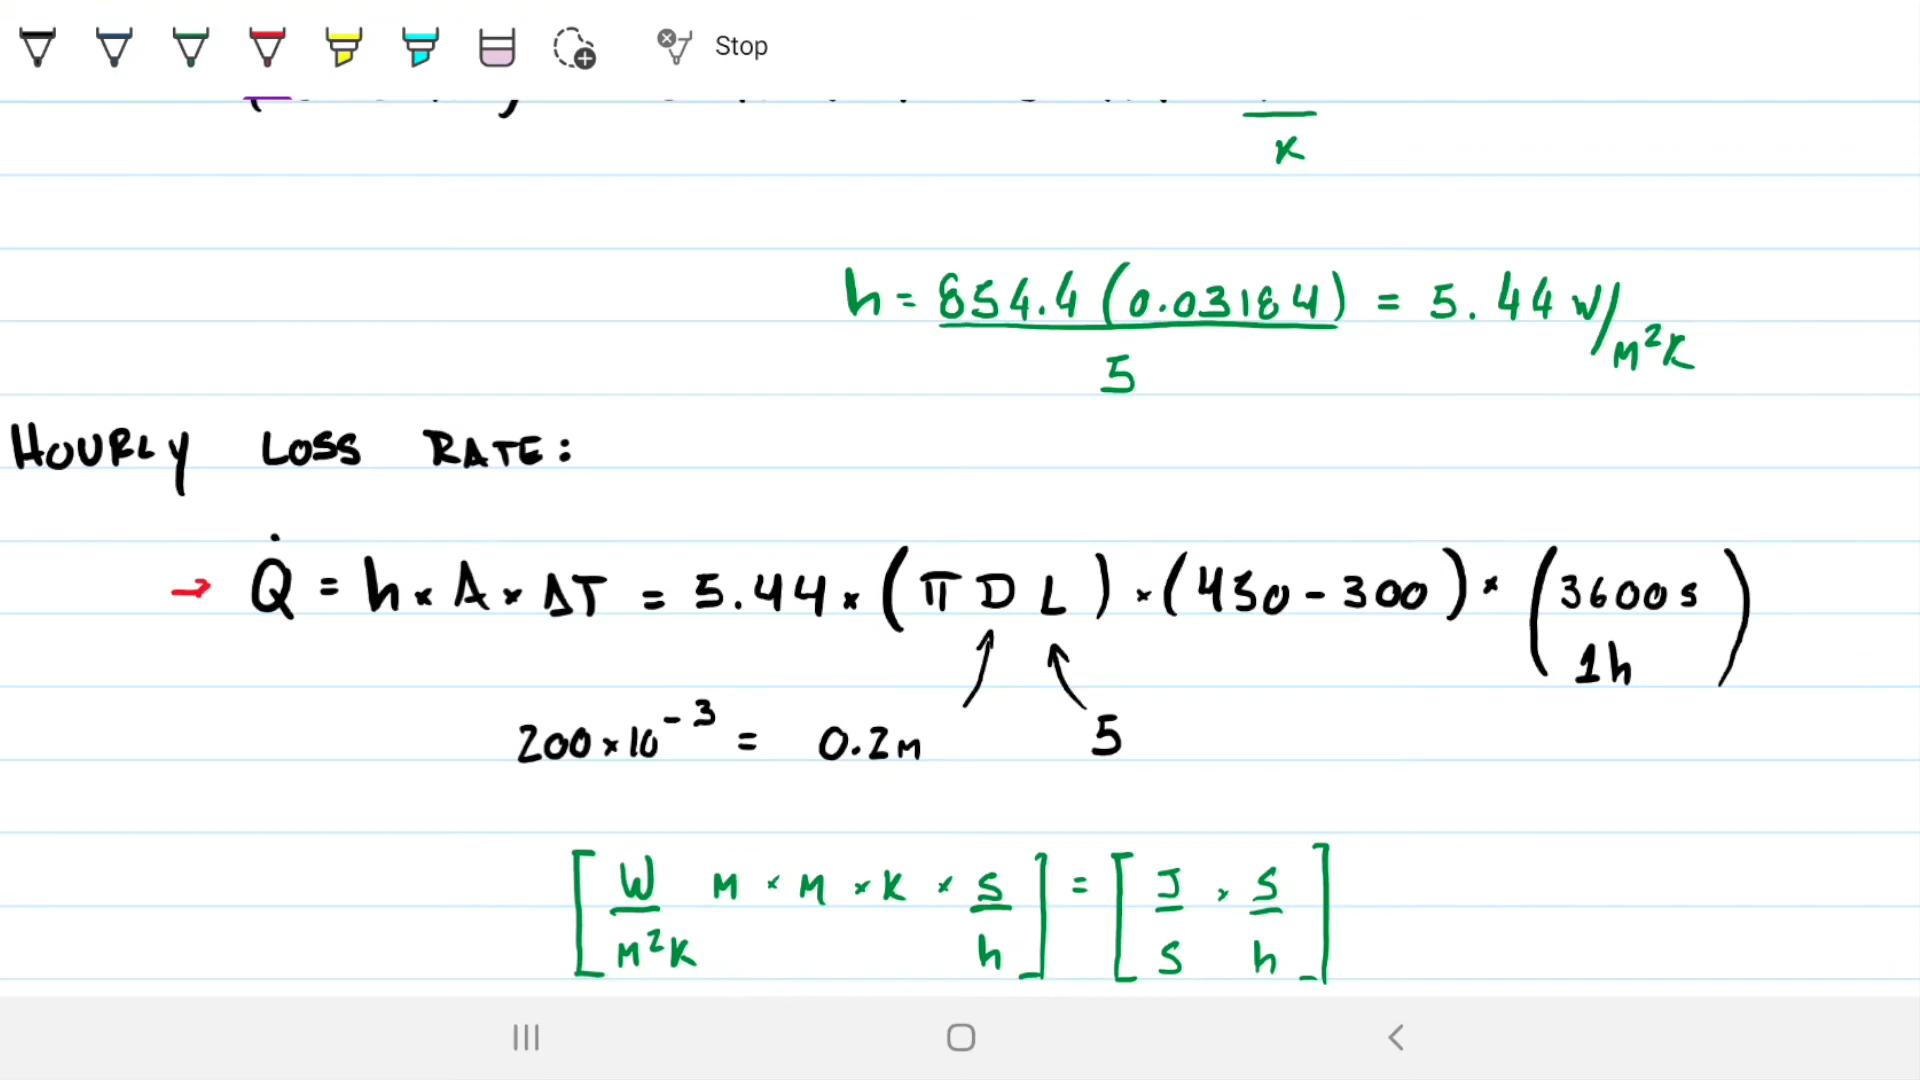 Stop
K
h = 854.4 (0.03184) = 5.44 W/m²K
5
HOURLY LOSS RATE:
→ Q̇ = h × A × ΔT = 5.44 × (π D L) · (450 - 300) × (3600 s
1h)
200 × 10⁻³ = 0.2 m 5
[W m × m × K × s] = [J × s]
m²K h s h